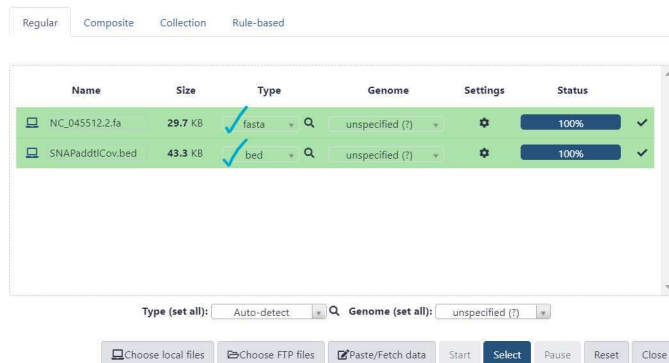 Regular Composite Collection Rule-based
Name Size Type Genome Settings Status
NC_045512.2.fa 29.7 KB fasta unspecified (?) 100%
SNAPaddtlCov.bed 43.3 KB bed unspecified (?) 100%
Type (set all): Auto-detect Genome (set all): unspecified (?)
Choose local files Choose FTP files Paste/Fetch data Start Select Pause Reset Close